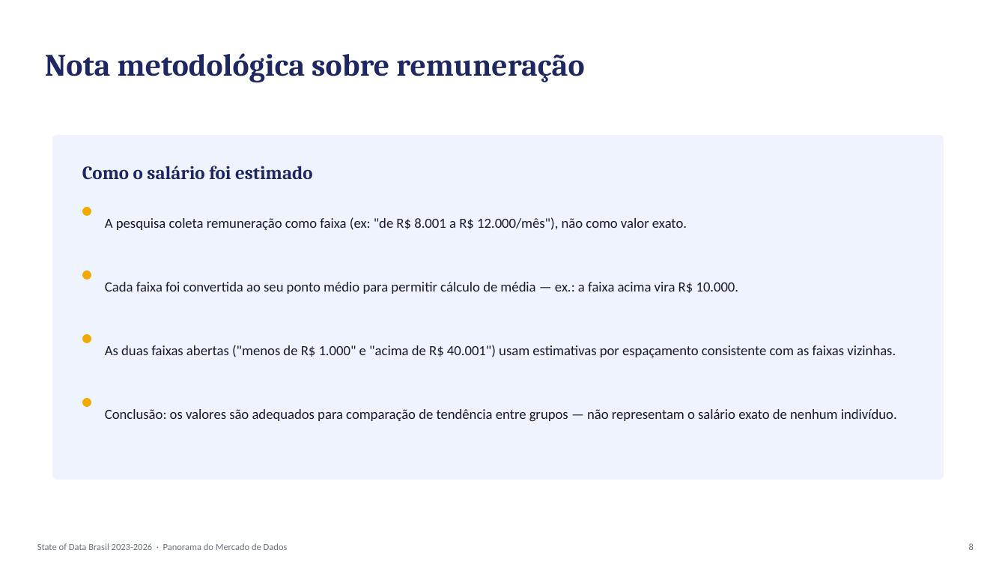 Nota metodológica sobre remuneração
Como o salário foi estimado
A pesquisa coleta remuneração como faixa (ex: "de R$ 8.001 a R$ 12.000/mês"), não como valor exato.
Cada faixa foi convertida ao seu ponto médio para permitir cálculo de média — ex.: a faixa acima vira R$ 10.000.
As duas faixas abertas ("menos de R$ 1.000" e "acima de R$ 40.001") usam estimativas por espaçamento consistente com as faixas vizinhas.
Conclusão: os valores são adequados para comparação de tendência entre grupos — não representam o salário exato de nenhum indivíduo.
State of Data Brasil 2023-2026 · Panorama do Mercado de Dados
8